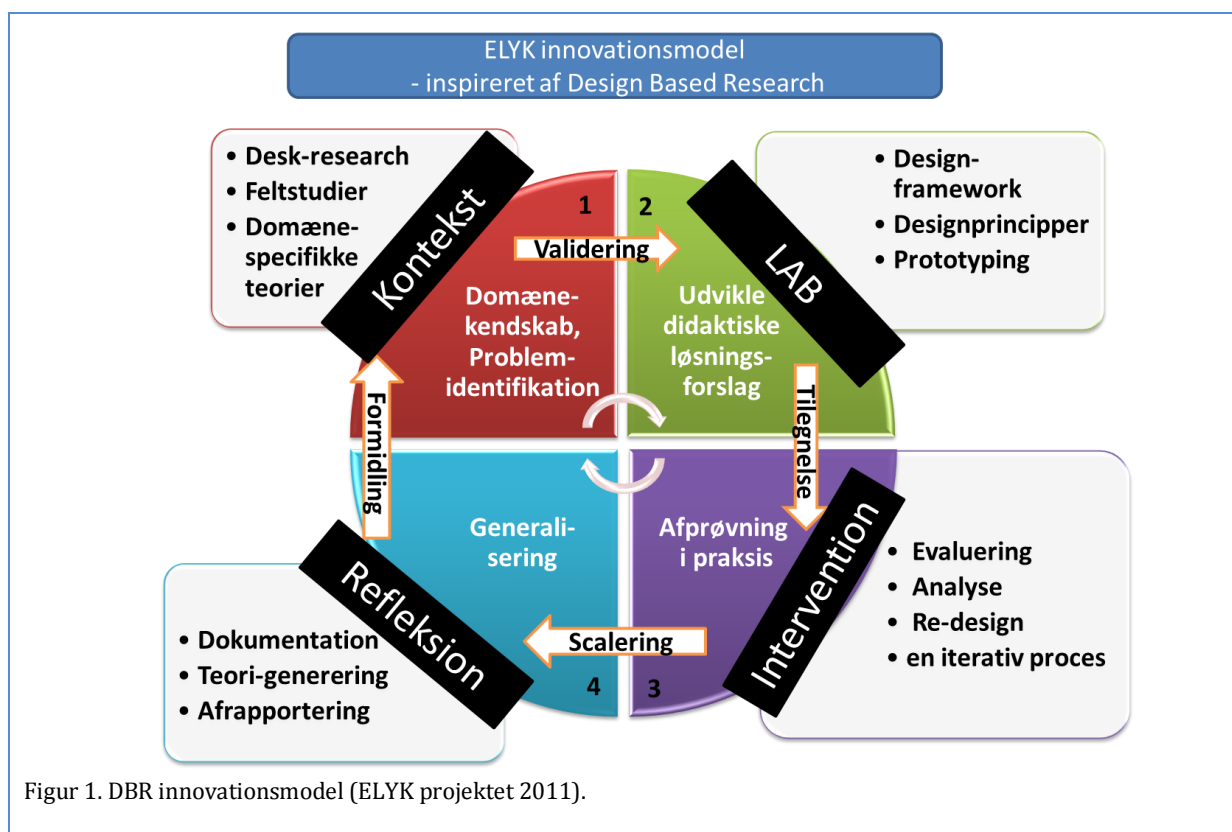 ELYK innovationsmodel
- inspireret af Design Based Research
• Desk-research
• Feltstudier
• Domæne-
specifikke
teorier
Kontekst
1
Validering
Domæne-
kendskab,
Problem-
identifikation
2
Udvikle
didaktiske
løsnings-
forslag
LAB
• Design-
framework
• Designprincipper
• Prototyping
Tilegnelse
Afprøvning
i praksis
3
Intervention
• Evaluering
• Analyse
• Re-design
• en iterativ proces
Scalering
Generali-
sering
4
Refleksion
• Dokumentation
• Teori-generering
• Afrapportering
Formidling
Figur 1. DBR innovationsmodel (ELYK projektet 2011).